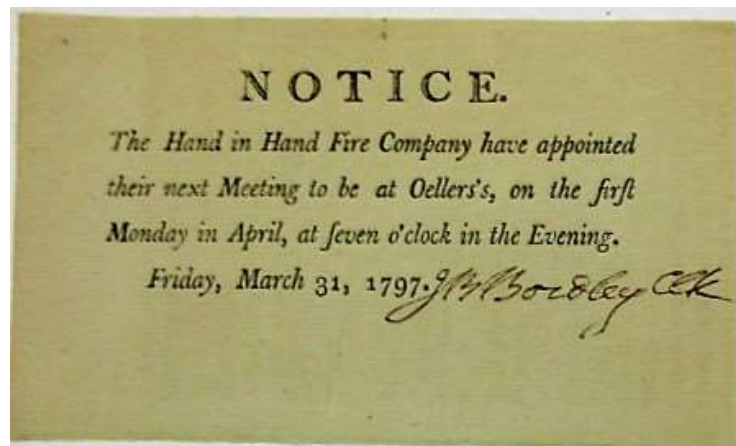 NOTICE.
The Hand in Hand Fire Company have appointed
their next Meeting to be at Oellers's, on the firſt
Monday in April, at ſeven o'clock in the Evening.
Friday, March 31, 1797. J B Bordley Clk